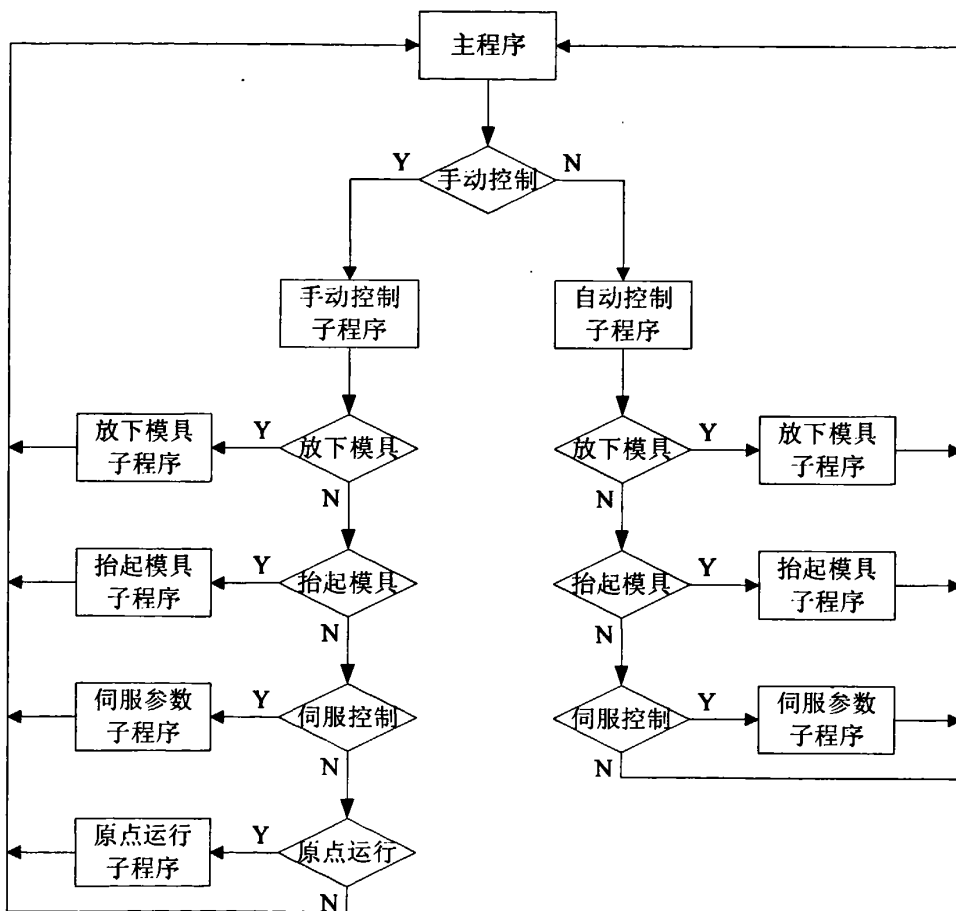 主程序
Y
手动控制
N
手动控制
子程序
自动控制
子程序
放下模具
子程序
Y
放下模具
N
放下模具
Y
放下模具
子程序
N
抬起模具
子程序
Y
抬起模具
N
抬起模具
Y
抬起模具
子程序
N
伺服参数
子程序
Y
伺服控制
N
伺服控制
Y
伺服参数
子程序
N
原点运行
子程序
Y
原点运行
N